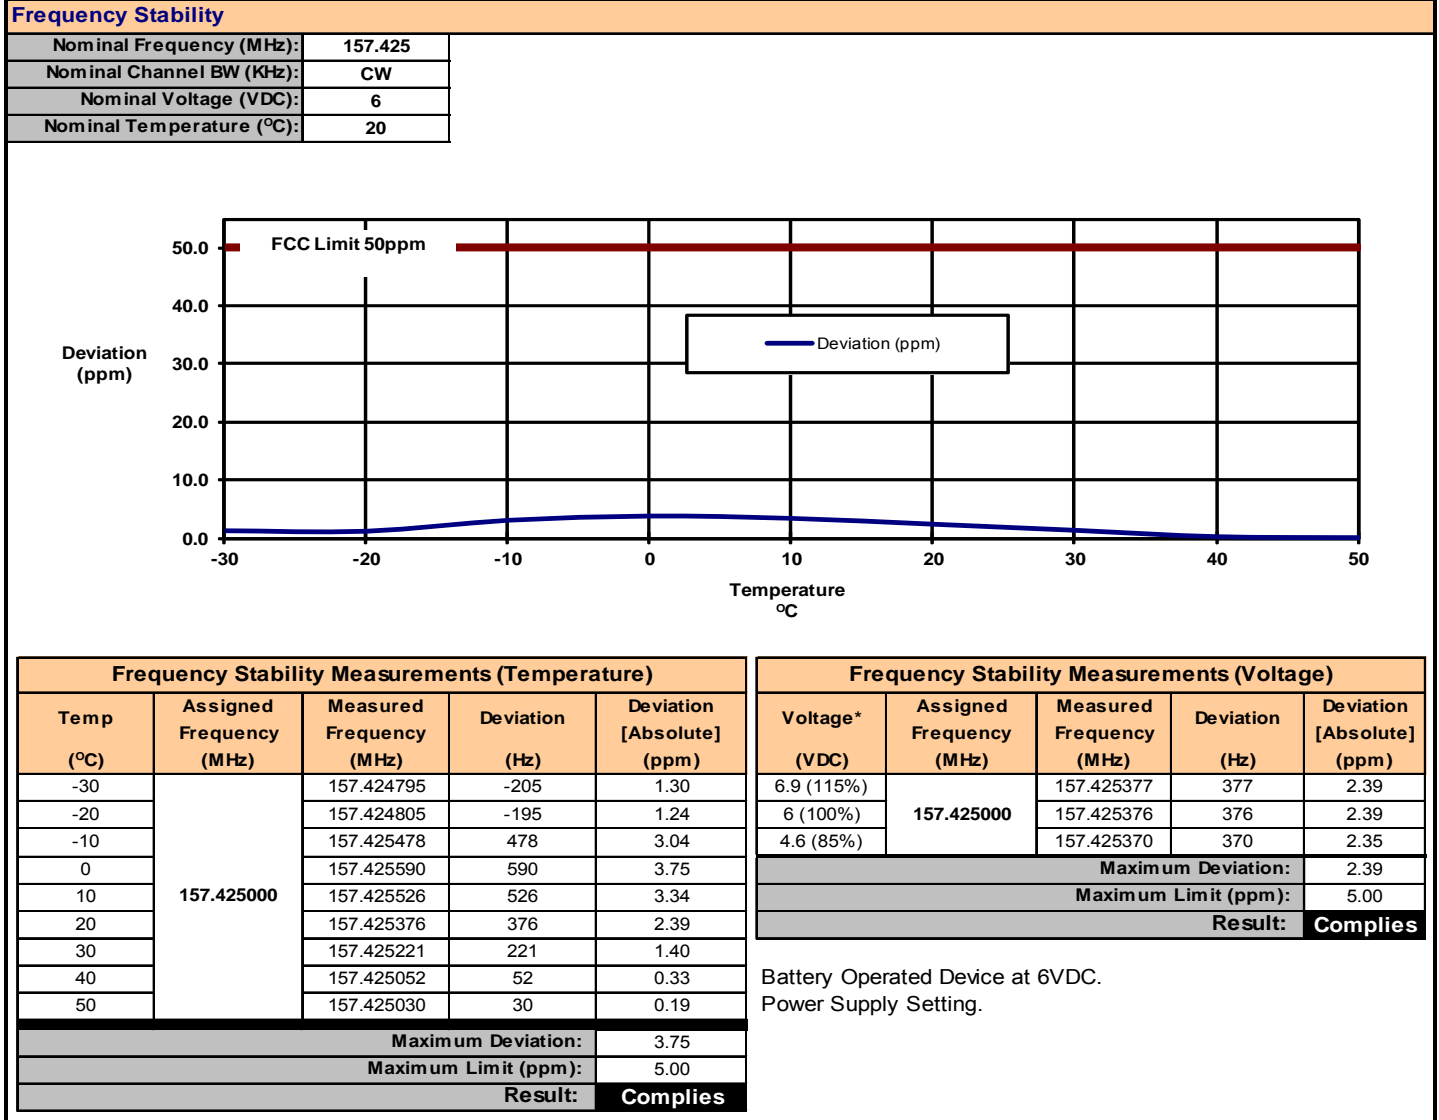 Frequency Stability
Nominal Frequency (MHz): 157.425
Nominal Channel BW (KHz): CW
Nominal Voltage (VDC): 6
Nominal Temperature (ᴼC): 20
FCC Limit 50ppm
50.0
40.0
30.0
20.0
10.0
0.0
Deviation
(ppm)
Deviation (ppm)
-30 -20 -10 0 10 20 30 40 50
Temperature
ᴼC
Frequency Stability Measurements (Temperature)
Temp Assigned Measured Deviation Deviation
Frequency Frequency [Absolute]
(ᴼC) (MHz) (MHz) (Hz) (ppm)
-30 157.424795 -205 1.30
-20 157.424805 -195 1.24
-10 157.425478 478 3.04
0 157.425590 590 3.75
10 157.425000 157.425526 526 3.34
20 157.425376 376 2.39
30 157.425221 221 1.40
40 157.425052 52 0.33
50 157.425030 30 0.19
Maximum Deviation: 3.75
Maximum Limit (ppm): 5.00
Result: Complies
Frequency Stability Measurements (Voltage)
Voltage* Assigned Measured Deviation Deviation
Frequency Frequency [Absolute]
(VDC) (MHz) (MHz) (Hz) (ppm)
6.9 (115%) 157.425377 377 2.39
6 (100%) 157.425000 157.425376 376 2.39
4.6 (85%) 157.425370 370 2.35
Maximum Deviation: 2.39
Maximum Limit (ppm): 5.00
Result: Complies
Battery Operated Device at 6VDC.
Power Supply Setting.